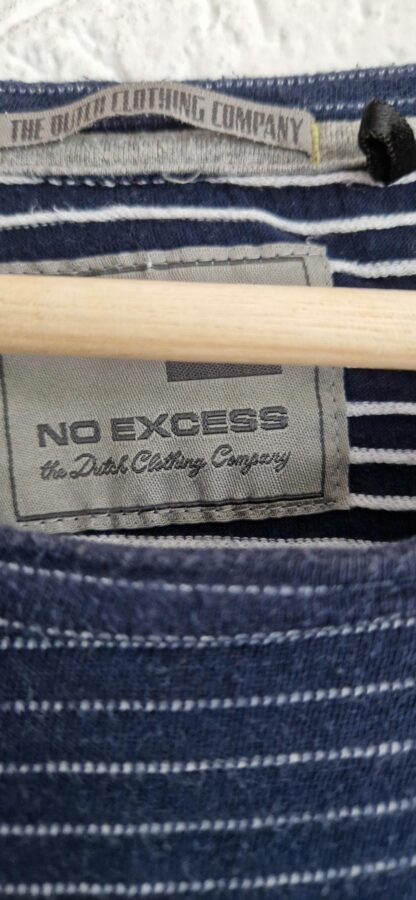 THE DUTCH CLOTHING COMPANY
NO EXCESS
the Dutch Clothing Company